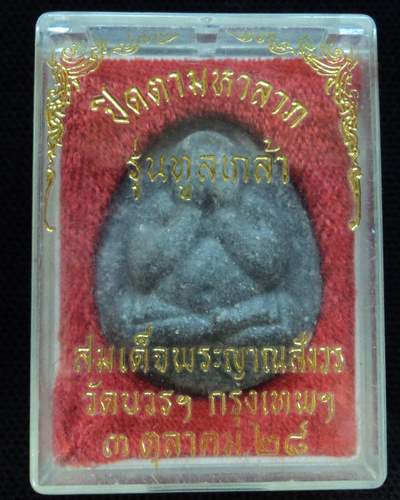 ปิดตามหาลาภ
รุ่นทูลเกล้า
สมเด็จพระญาณสังวร
วัดบวรฯ กรุงเทพฯ
๓ ตุลาคม ๒๘